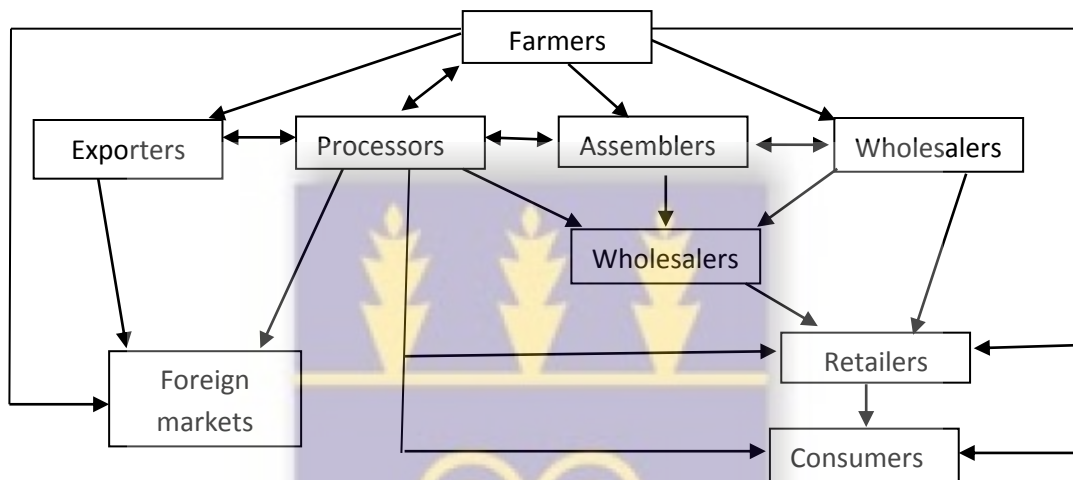 Farmers
Exporters
Processors
Assemblers
Wholesalers
Wholesalers
Retailers
Foreign
markets
Consumers